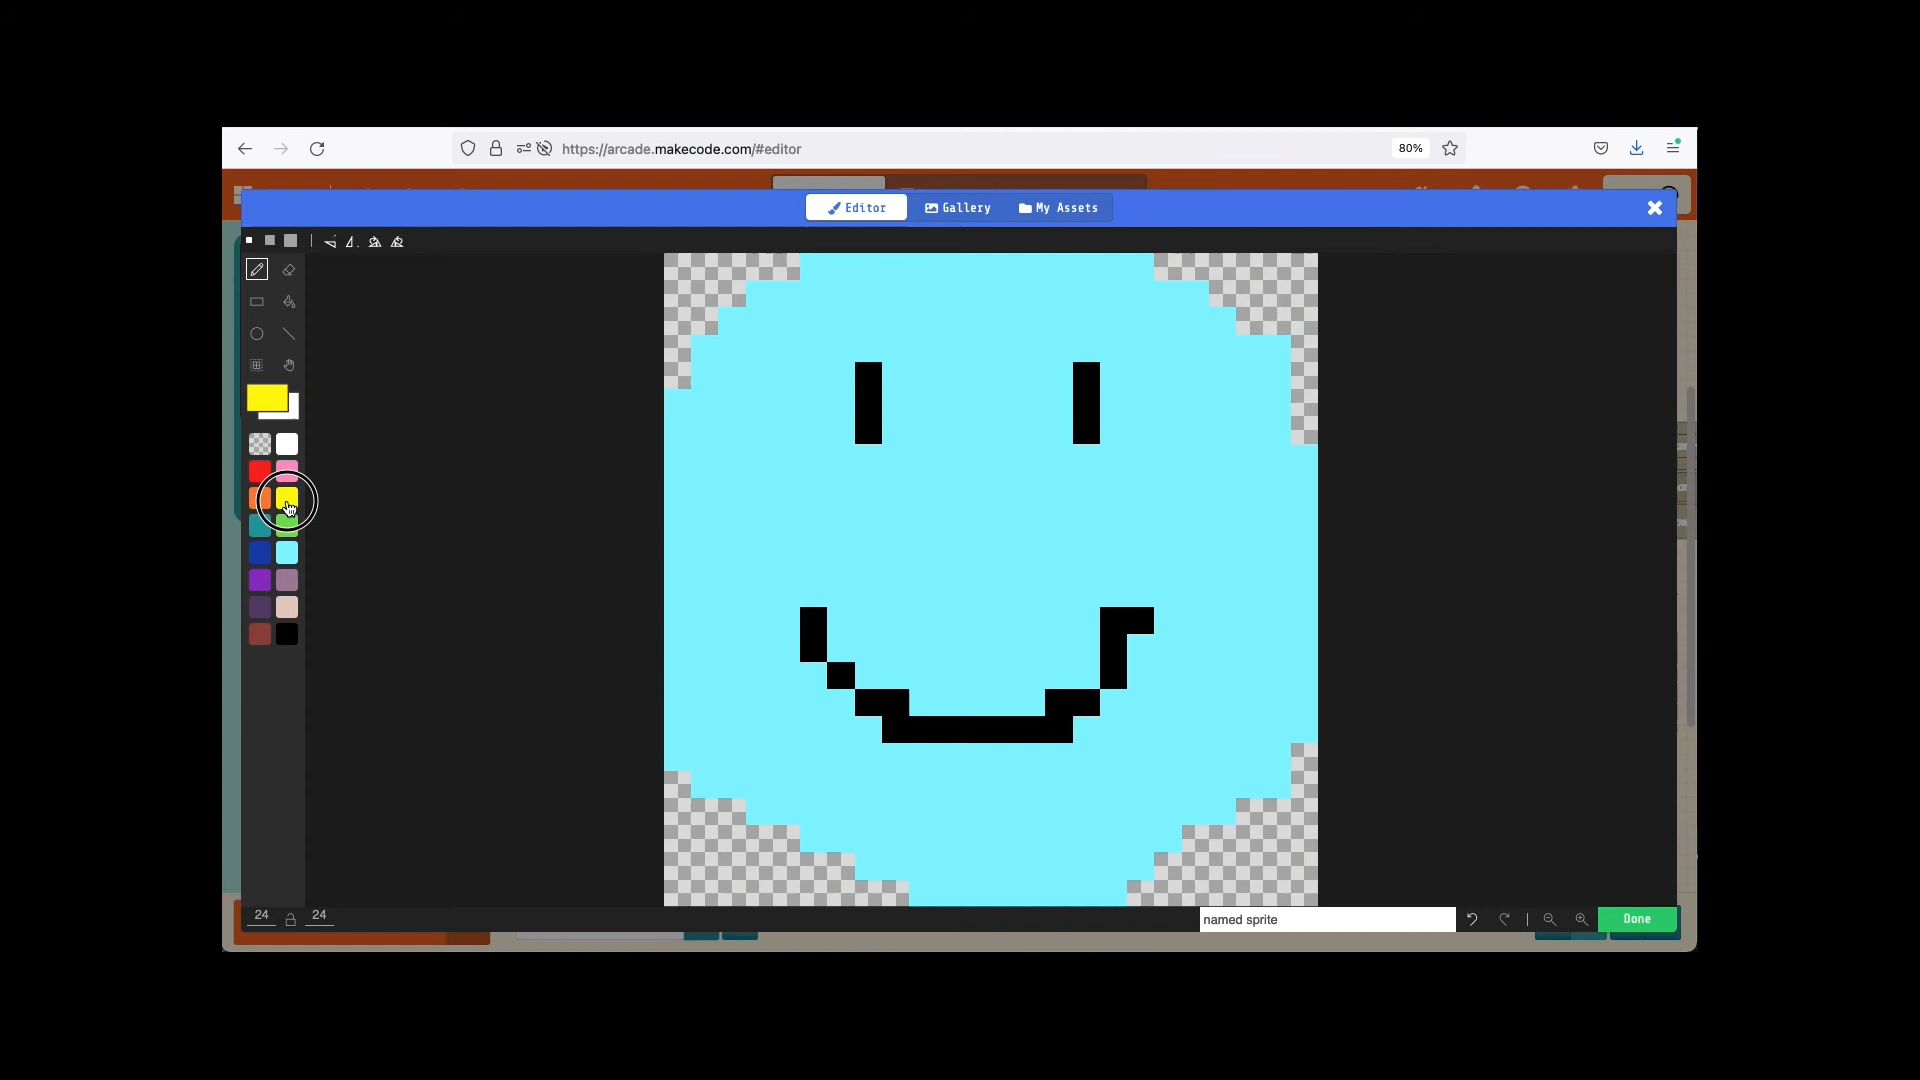 https://arcade.makecode.com/#editor
80%
Editor
Gallery
My Assets
24
24
named sprite
Done